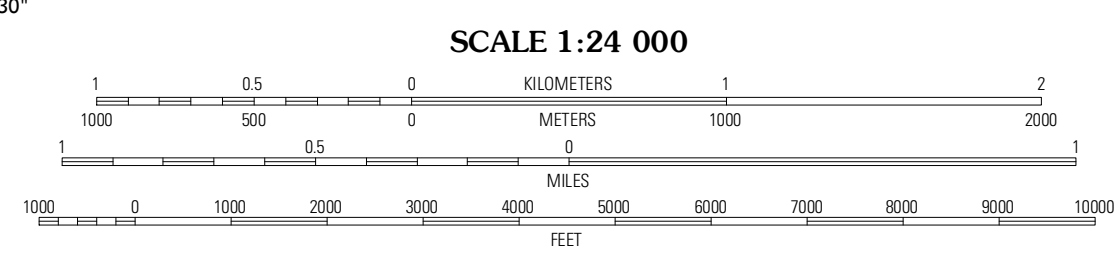 30"
SCALE 1:24 000
1 0.5 0 KILOMETERS 1 2
1000 500 0 METERS 1000 2000
1 0.5 0 1
MILES
1000 0 1000 2000 3000 4000 5000 6000 7000 8000 9000 10000
FEET